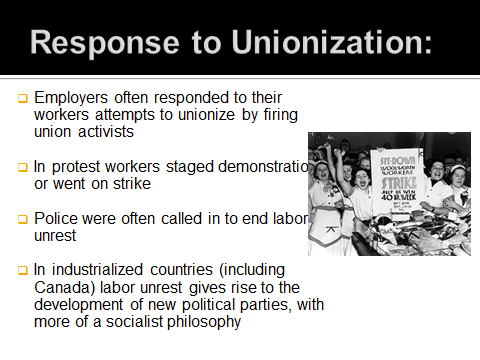 Response to Unionization:
Employers often responded to their
workers attempts to unionize by firing
union activists
In protest workers staged demonstratio
or went on strike
Police were often called in to end labor
unrest
In industrialized countries (including
Canada) labor unrest gives rise to the
development of new political parties, with
more of a socialist philosophy
SIT-DOWN
WOOLWORTH
WORKERS
STRIKE
HELP US WIN
40 HR. WEEK